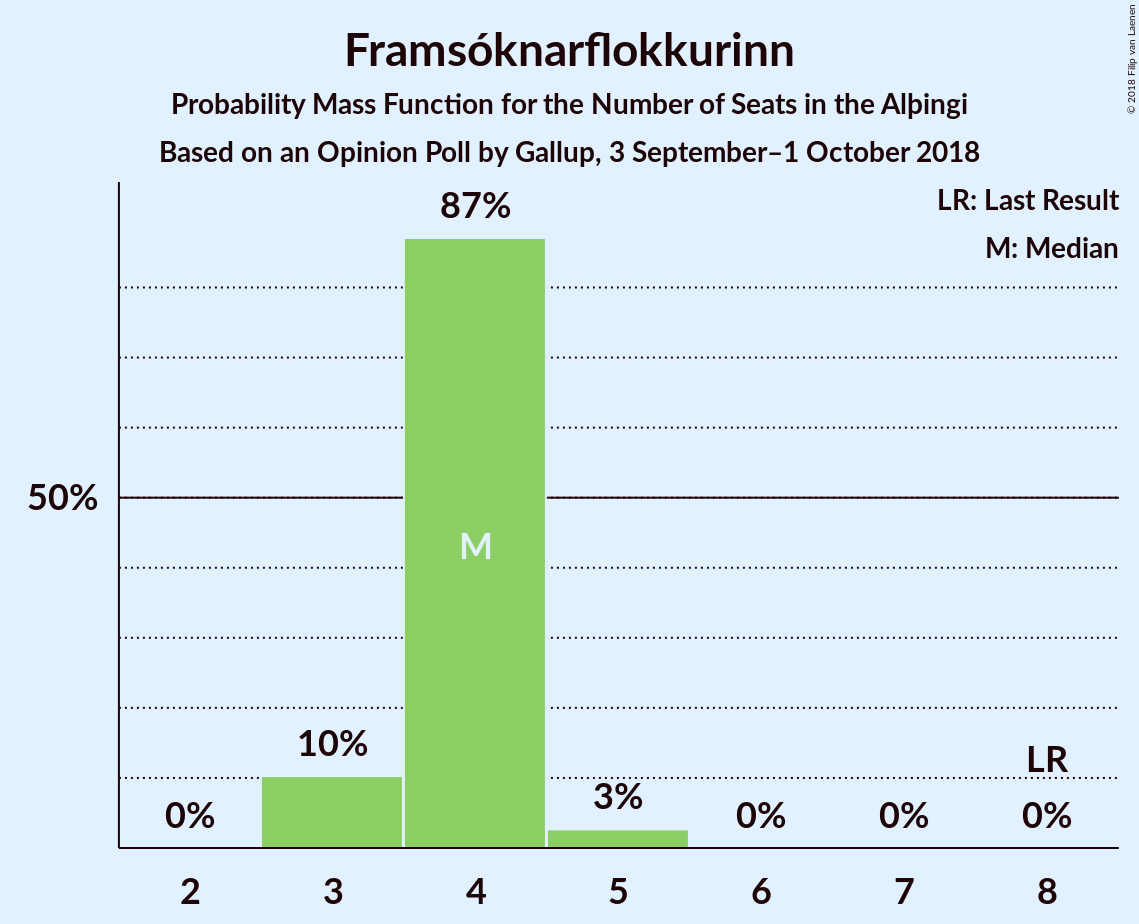 Framsóknarflokkurinn
Probability Mass Function for the Number of Seats in the Alþingi
Based on an Opinion Poll by Gallup, 3 September–1 October 2018
© 2018 Filip van Laenen
LR: Last Result
M: Median
87%
50%
M
10%
LR
3%
0%
0%
0%
0%
2
3
4
5
6
7
8